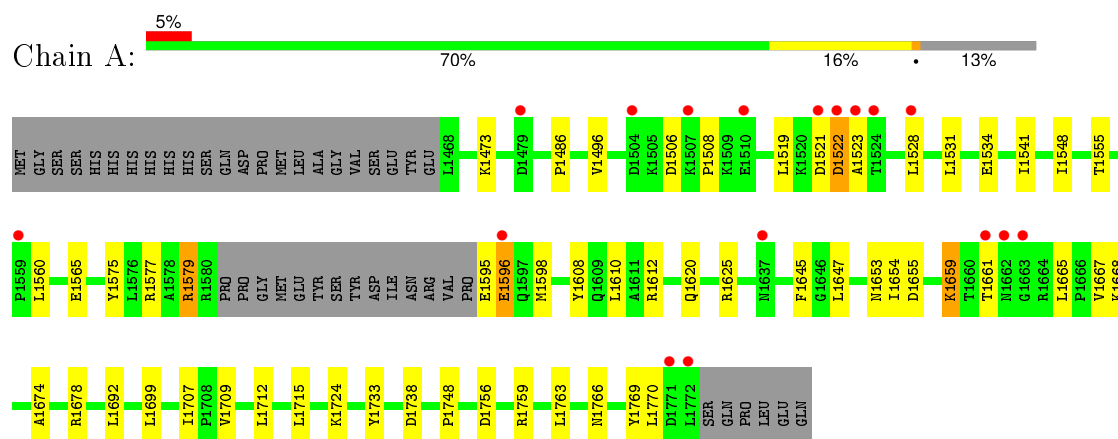 5%
Chain A:
70% 16% • 13%
MET GLY SER SER HIS HIS HIS HIS HIS HIS SER GLN ASP PRO MET LEU ALA GLY VAL SER GLU TYR GLU L1468 K1473 D1479 P1486 V1496 D1504 K1505 D1506 K1507 P1508 K1509 E1510 L1519 K1520 D1521 D1522 A1523 T1524 L1528 L1531 E1534 I1541 I1548 T1555
P1559 L1560 E1565 Y1575 L1576 R1577 A1578 R1579 R1580 PRO PRO GLY MET GLU TYR SER TYR ASP ILE ASN ARG VAL PRO E1595 E1596 Q1597 M1598 Y1608 Q1609 L1610 A1611 R1612 Q1620 R1625 N1637 F1645 G1646 L1647 N1653 I1654 D1655 K1659 T1660 T1661 N1662 G1663 R1664 L1665 P1666 V1667 K1668
A1674 R1678 L1692 L1699 I1707 P1708 V1709 L1712 L1715 K1724 Y1733 D1738 P1748 D1756 R1759 L1763 N1766 Y1769 L1770 D1771 L1772 SER GLN PRO LEU GLU GLN